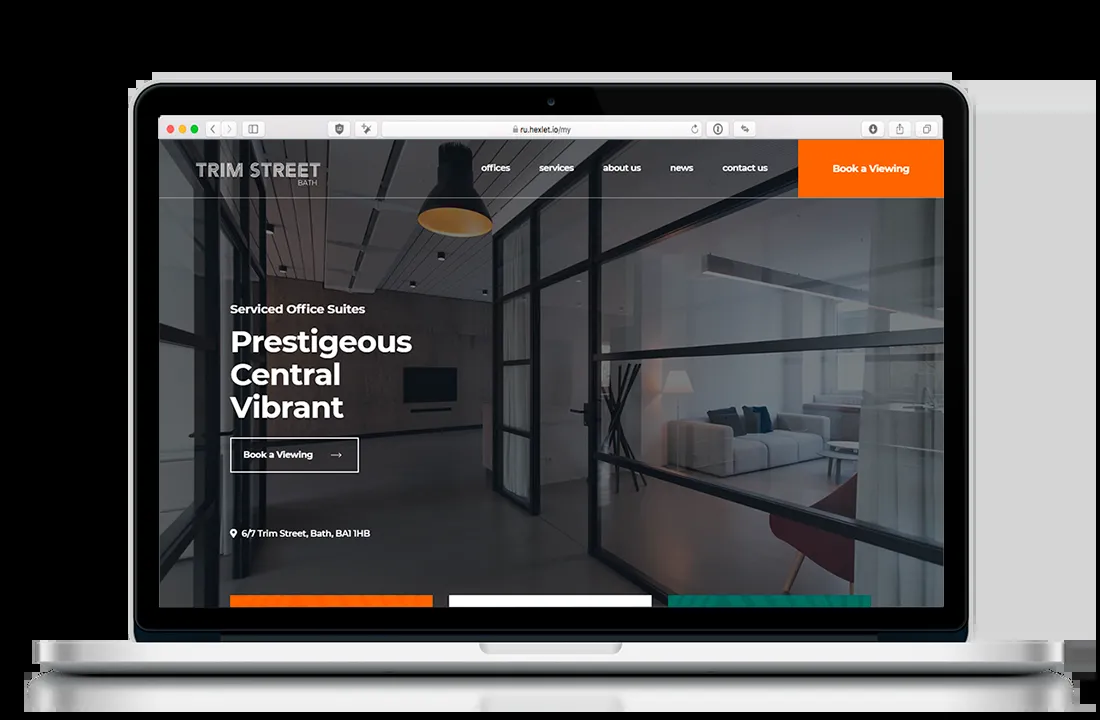 ru.hexlet.io/my
TRIM STREET
BATH
offices
services
about us
news
contact us
Book a Viewing
Serviced Office Suites
Prestigeous
Central
Vibrant
Book a Viewing
6/7 Trim Street, Bath, BA1 1HB